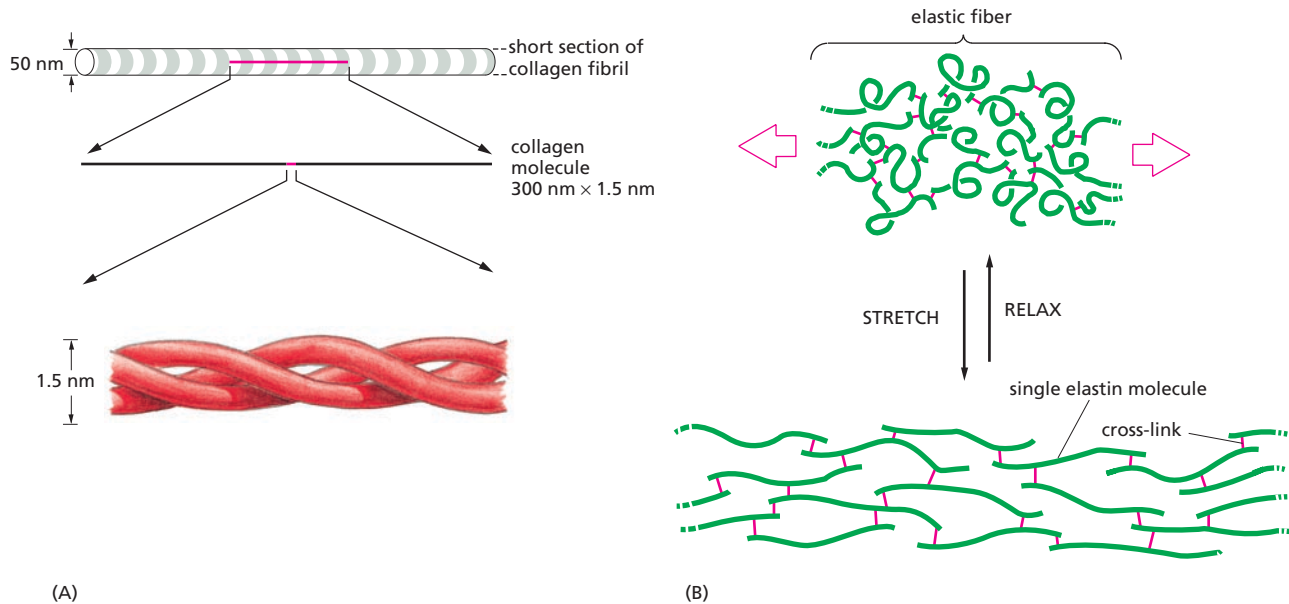 50 nm
short section of
collagen fibril
collagen
molecule
300 nm × 1.5 nm
1.5 nm
(A)
elastic fiber
STRETCH
RELAX
single elastin molecule
cross-link
(B)